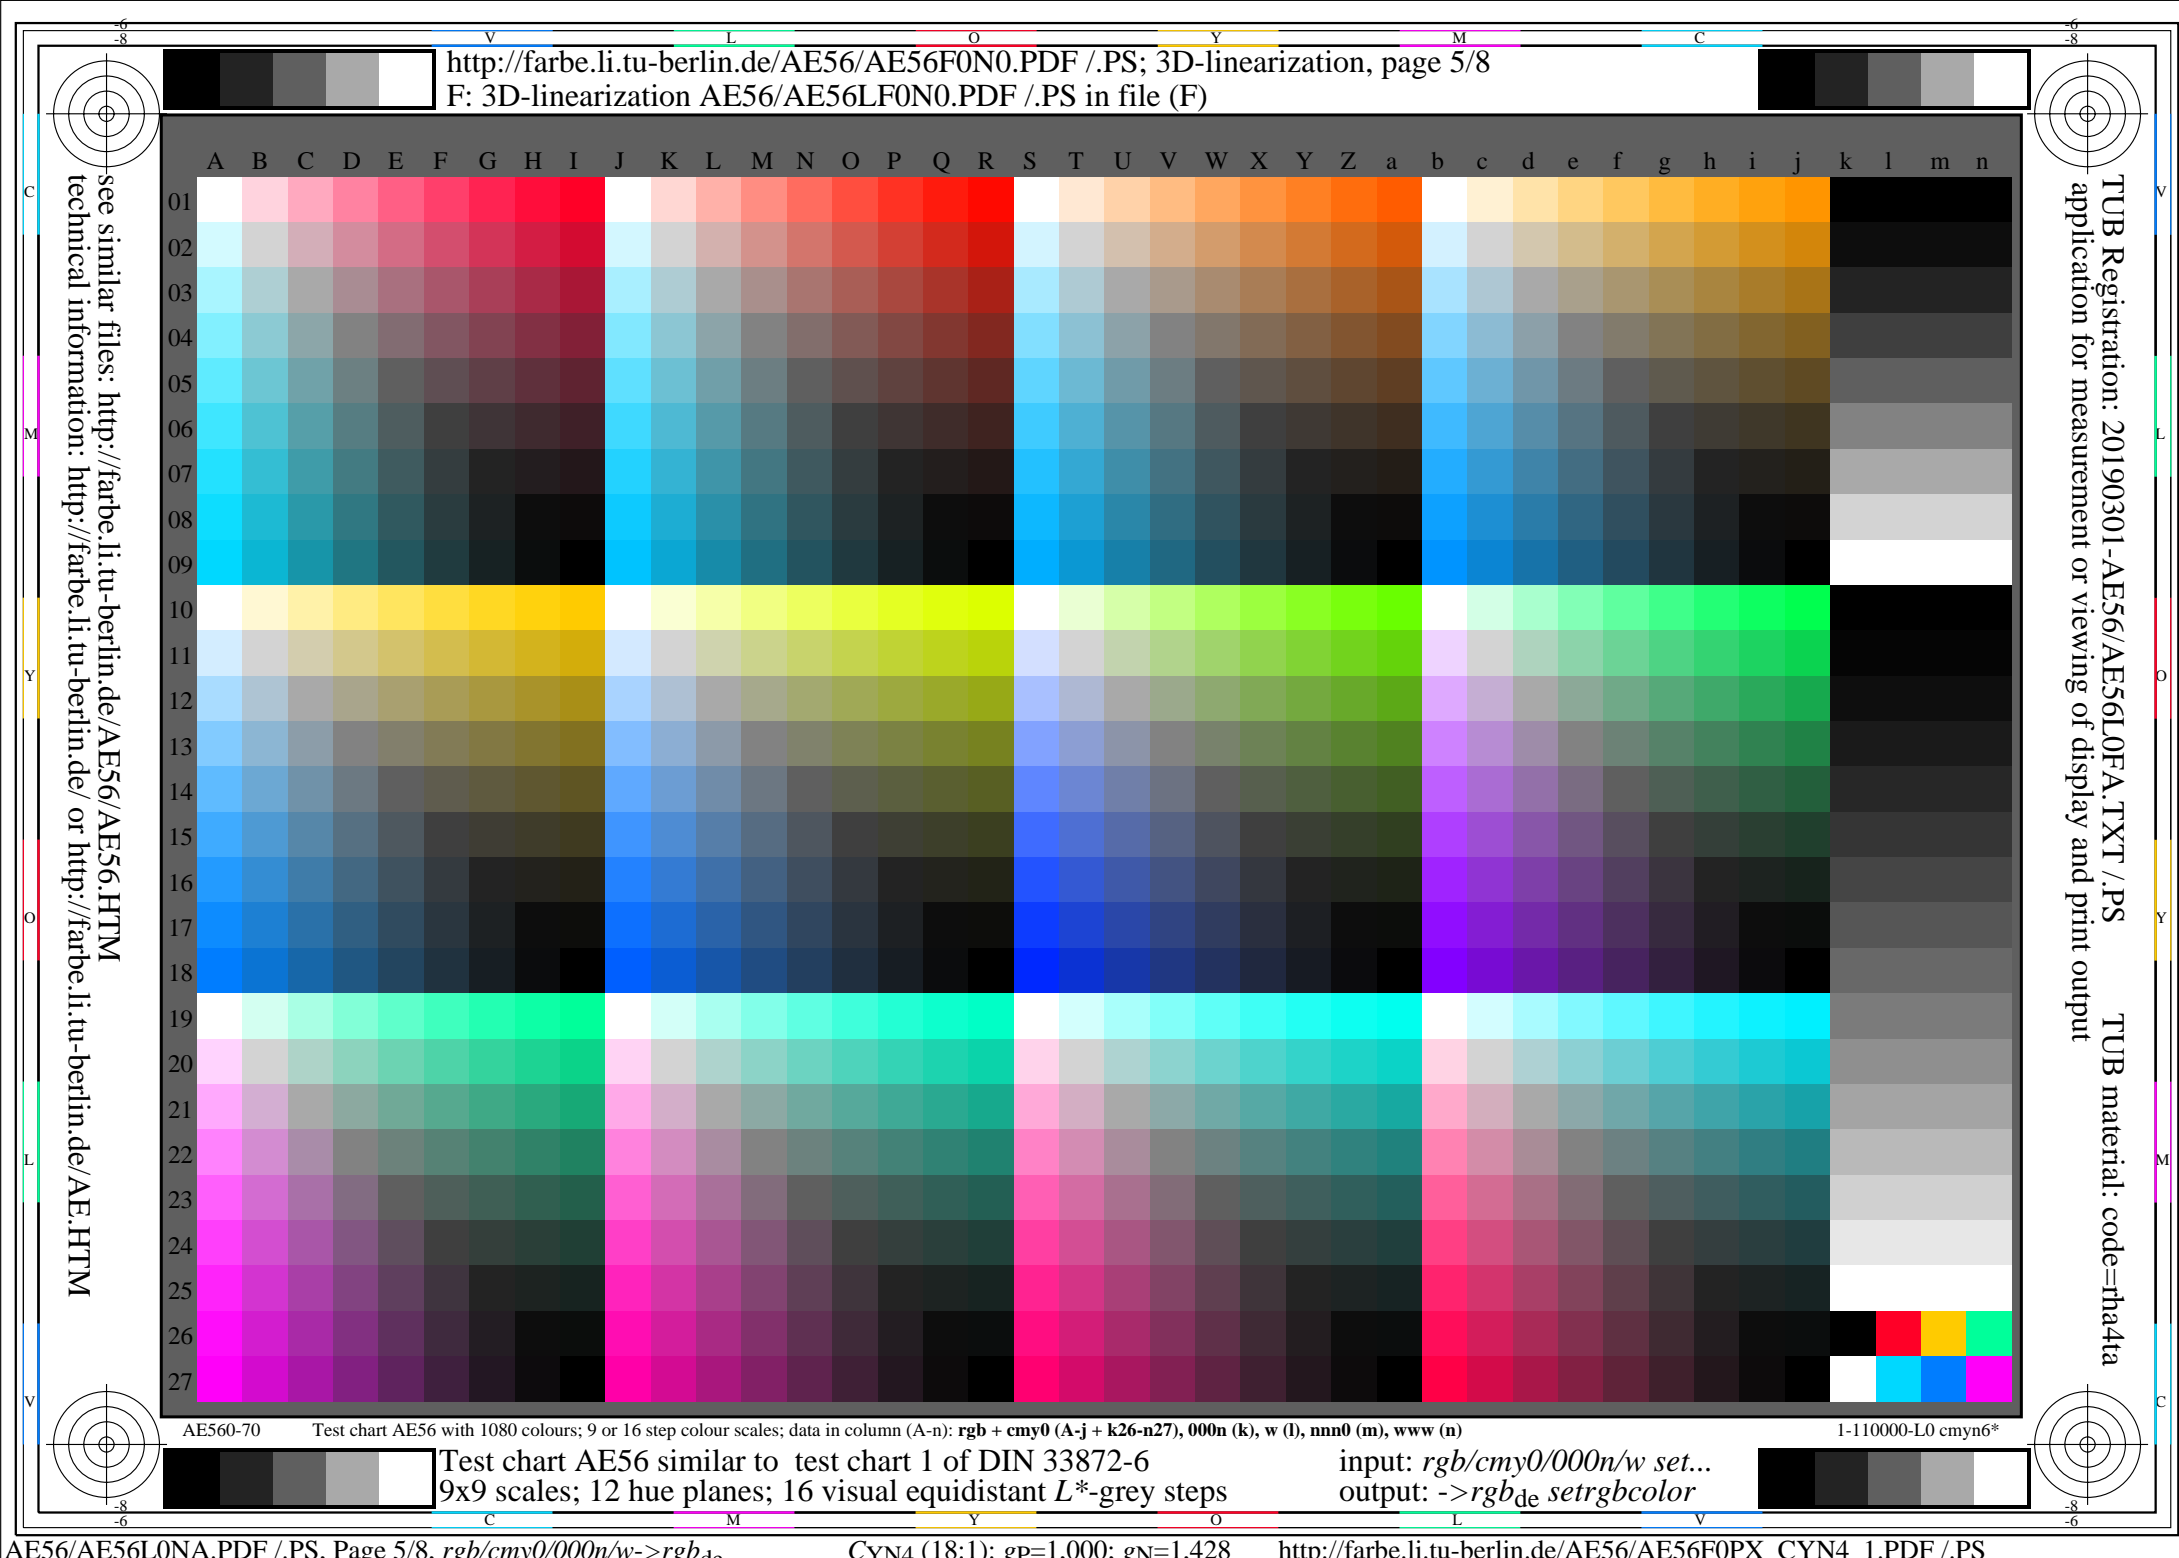 -6 -6
-8 V L O Y M C -8
http://farbe.li.tu-berlin.de/AE56/AE56F0N0.PDF /.PS; 3D-linearization, page 5/8
F: 3D-linearization AE56/AE56LF0N0.PDF /.PS in file (F)
A B C D E F G H I J K L M N O P Q R S T U V W X Y Z a b c d e f g h i j k l m n
01
02
03
04
05
06
07
08
09
10
11
12
13
14
15
16
17
18
19
20
21
22
23
24
25
26
27
C
M
Y
O
L
V
see similar files: http://farbe.li.tu-berlin.de/AE56/AE56.HTM
technical information: http://farbe.li.tu-berlin.de/ or http://farbe.li.tu-berlin.de/AE.HTM
TUB Registration: 20190301-AE56/AE56L0FA.TXT /.PS TUB material: code=rha4ta
application for measurement or viewing of display and print output
V
L
O
Y
M
C
AE560-70 Test chart AE56 with 1080 colours; 9 or 16 step colour scales; data in column (A-n): rgb + cmy0 (A-j + k26-n27), 000n (k), w (l), nnn0 (m), www (n) 1-110000-L0 cmyn6*
Test chart AE56 similar to test chart 1 of DIN 33872-6 input: rgb/cmy0/000n/w set...
9x9 scales; 12 hue planes; 16 visual equidistant L*-grey steps output: ->rgbde setrgbcolor
-8 -8
-6 C M Y O L V -6
AE56/AE56L0NA.PDF /.PS, Page 5/8, rgb/cmy0/000n/w->rgbde CYN4 (18:1): gP=1,000; gN=1,428 http://farbe.li.tu-berlin.de/AE56/AE56F0PX_CYN4_1.PDF /.PS